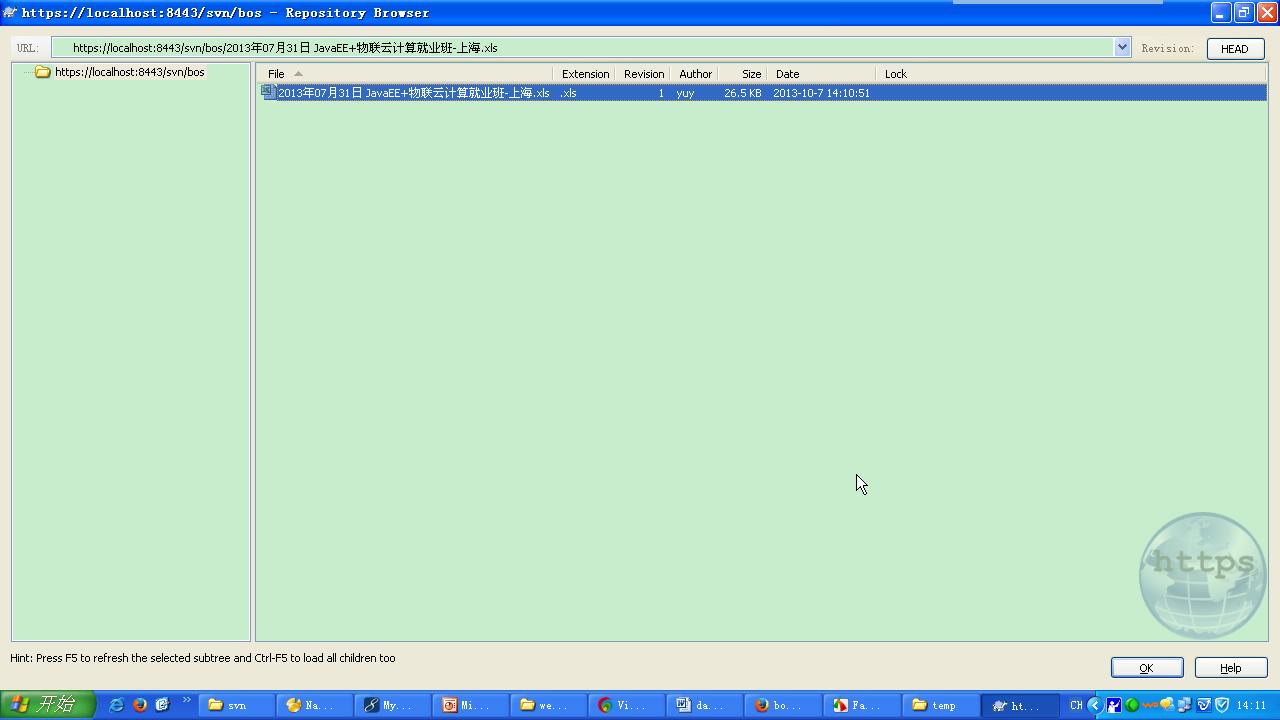 https://localhost:8443/svn/bos - Repository Browser
URL: https://localhost:8443/svn/bos/2013年07月31日 JavaEE+物联云计算就业班-上海.xls Revision: HEAD
https://localhost:8443/svn/bos
File Extension Revision Author Size Date Lock
2013年07月31日 JavaEE+物联云计算就业班-上海.xls .xls 1 yuy 26.5 KB 2013-10-7 14:10:51
https
Hint: Press F5 to refresh the selected subtree and Ctrl-F5 to load all children too
OK Help
开始 svn Na... My... Mi... we... Vi... da... bo... Fa... temp ht... CH 14:11